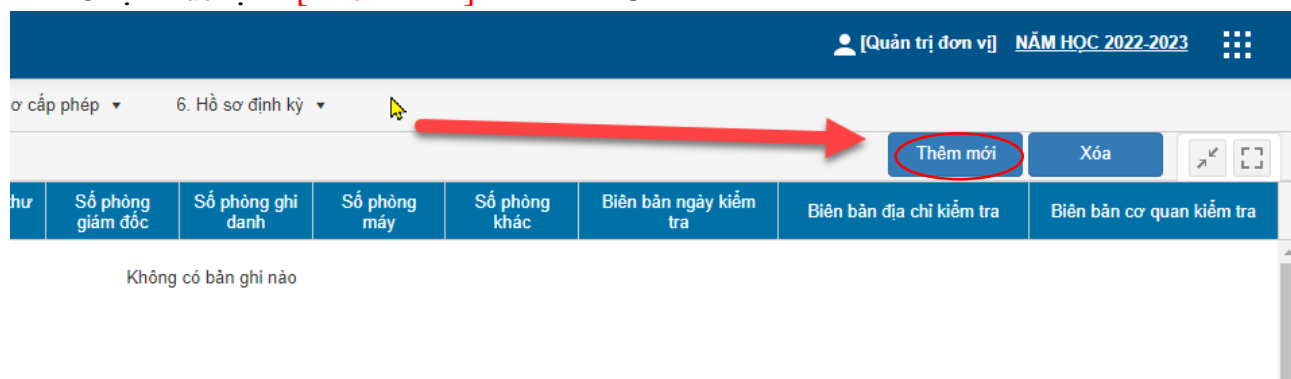 [Quản trị đơn vị] NĂM HỌC 2022-2023
ơ cấp phép 6. Hồ sơ định kỳ
Thêm mới Xóa
hư Số phòng giám đốc Số phòng ghi danh Số phòng máy Số phòng khác Biên bản ngày kiểm tra Biên bản địa chỉ kiểm tra Biên bản cơ quan kiểm tra
Không có bản ghi nào